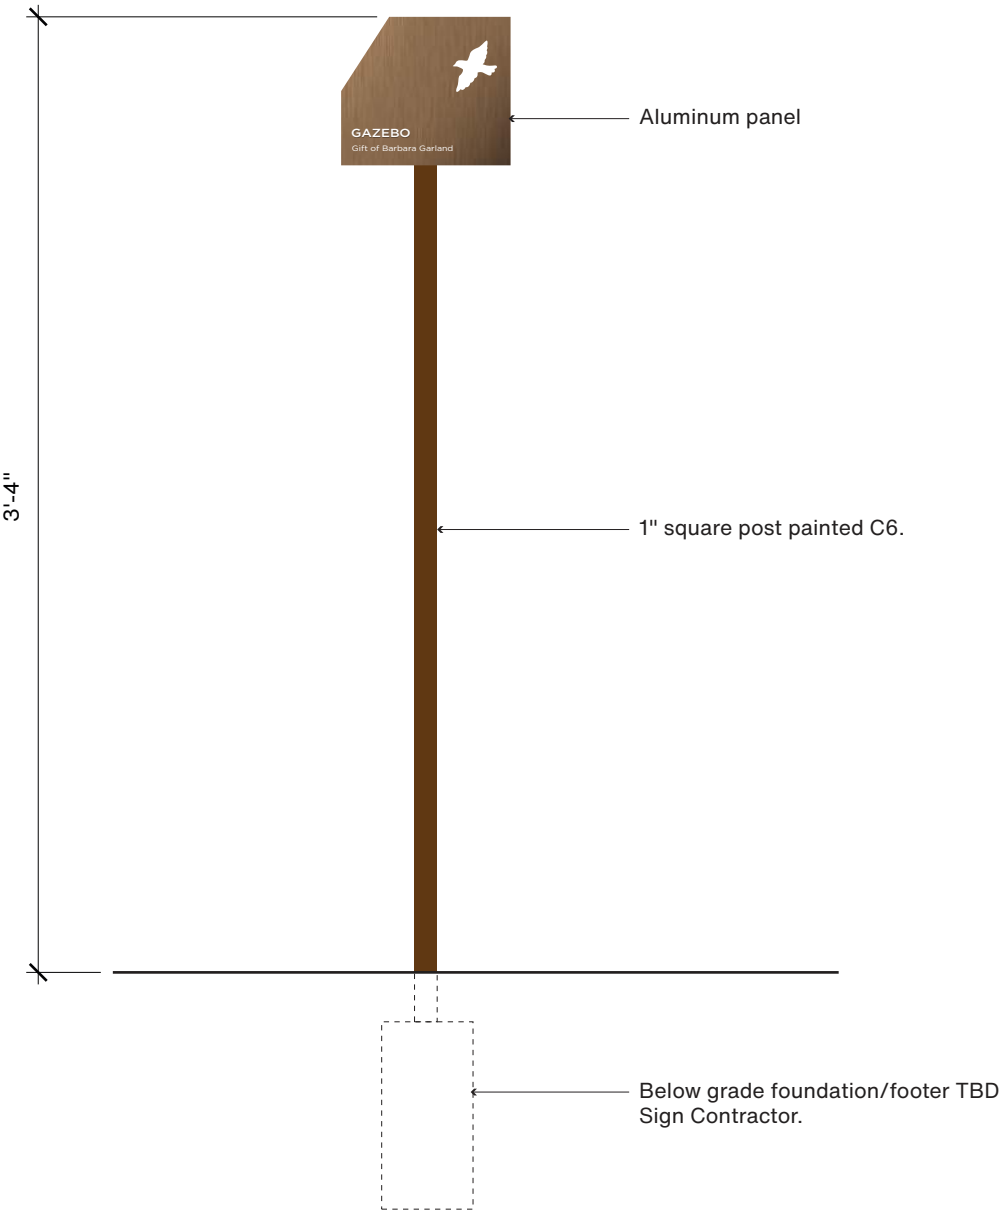 GAZEBO
Gift of Barbara Garland
Aluminum panel
3'-4"
1" square post painted C6.
Below grade foundation/footer TBD
Sign Contractor.